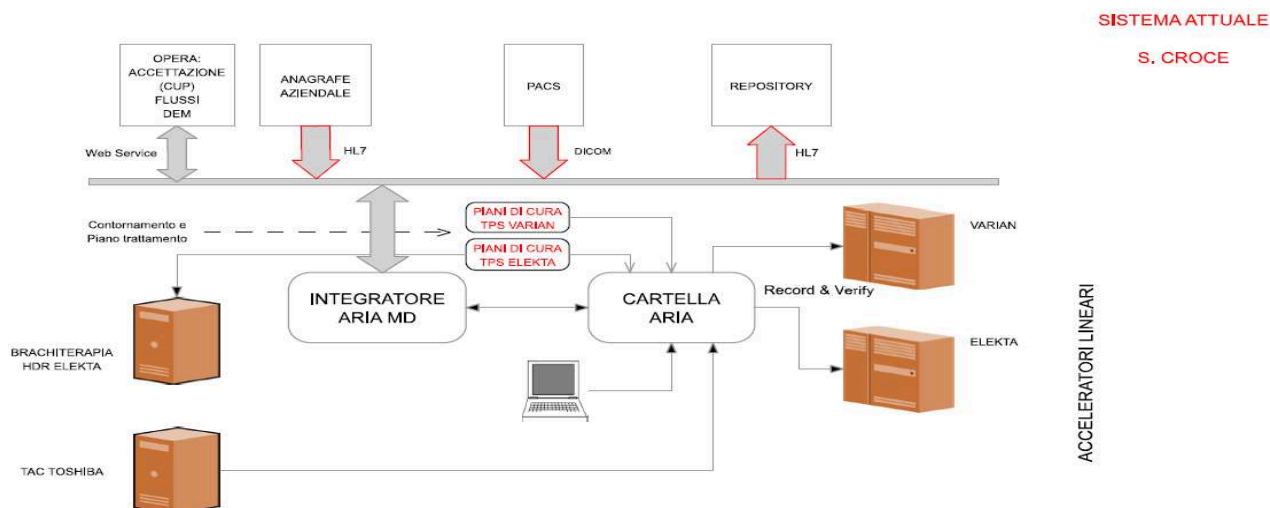 SISTEMA ATTUALE
S. CROCE
OPERA:
ACCETTAZIONE
(CUP)
FLUSSI
DEM
ANAGRAFE
AZIENDALE
PACS
REPOSITORY
Web Service
HL7
DICOM
HL7
Contornamento e
Piano trattamento
PIANI DI CURA
TPS VARIAN
PIANI DI CURA
TPS ELEKTA
VARIAN
INTEGRATORE
ARIA MD
CARTELLA
ARIA
Record & Verify
BRACHITERAPIA
HDR ELEKTA
ELEKTA
ACCELERATORI LINEARI
TAC TOSHIBA